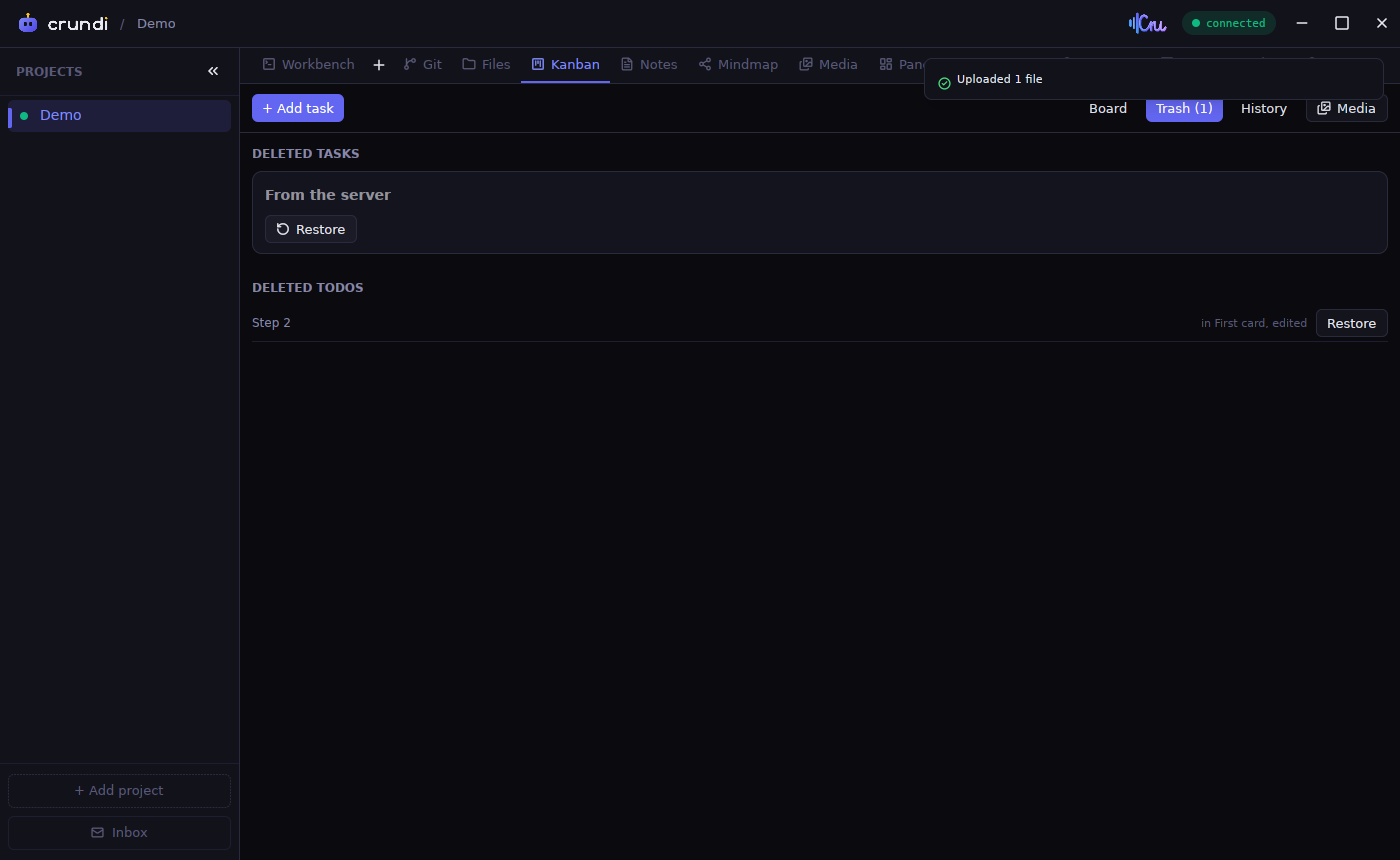 crundi / Demo
Cru
connected
PROJECTS
Workbench
Git
Files
Kanban
Notes
Mindmap
Media
Uploaded 1 file
Demo
+ Add task
Board
Trash (1)
History
Media
DELETED TASKS
From the server
Restore
DELETED TODOS
Step 2
in First card, edited
Restore
+ Add project
Inbox